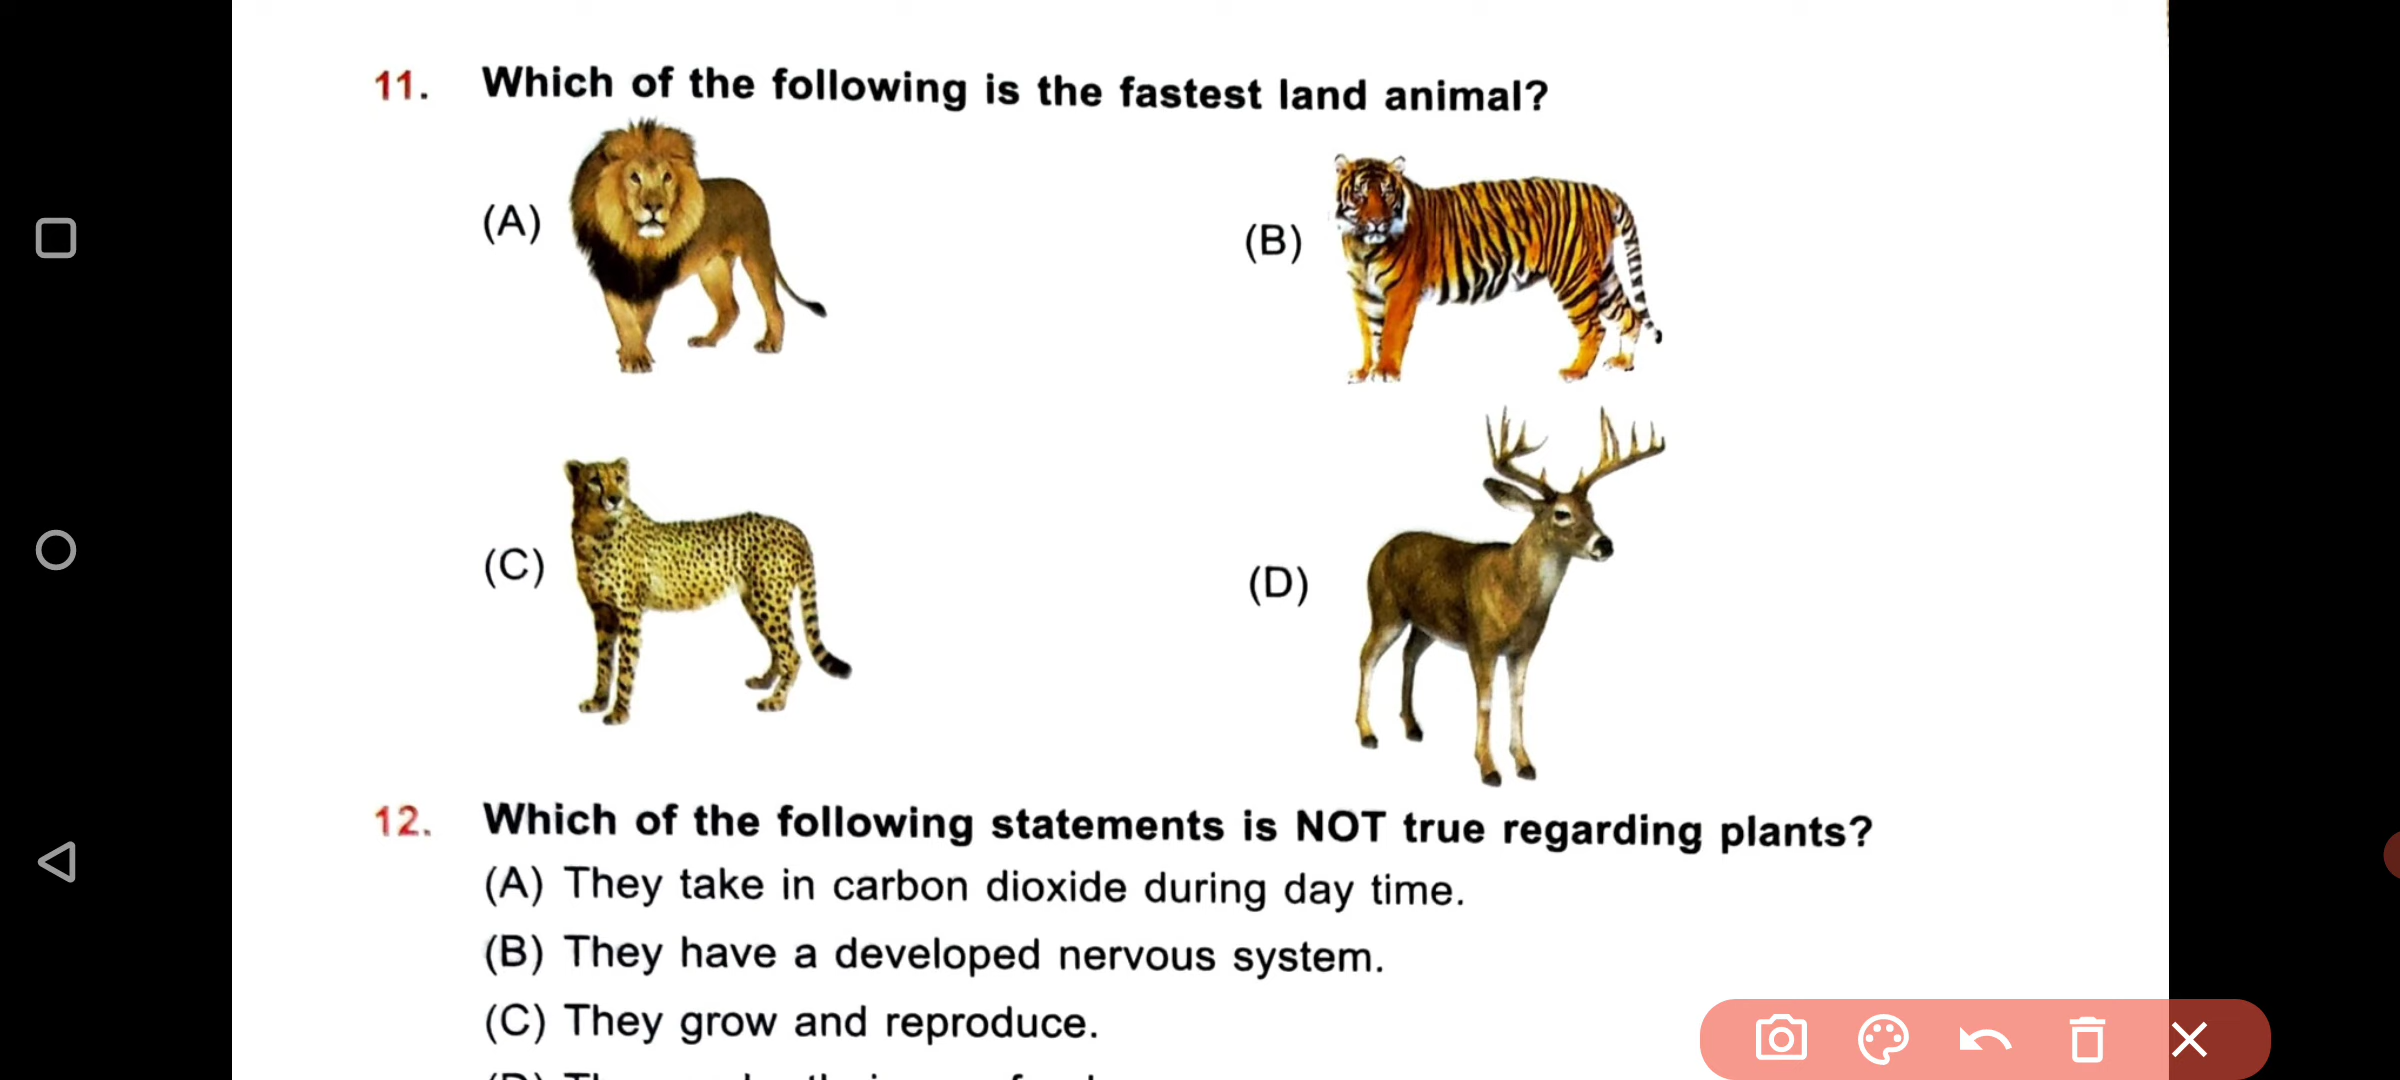 11. Which of the following is the fastest land animal?
(A)
(B)
(C)
(D)
12. Which of the following statements is NOT true regarding plants?
(A) They take in carbon dioxide during day time.
(B) They have a developed nervous system.
(C) They grow and reproduce.